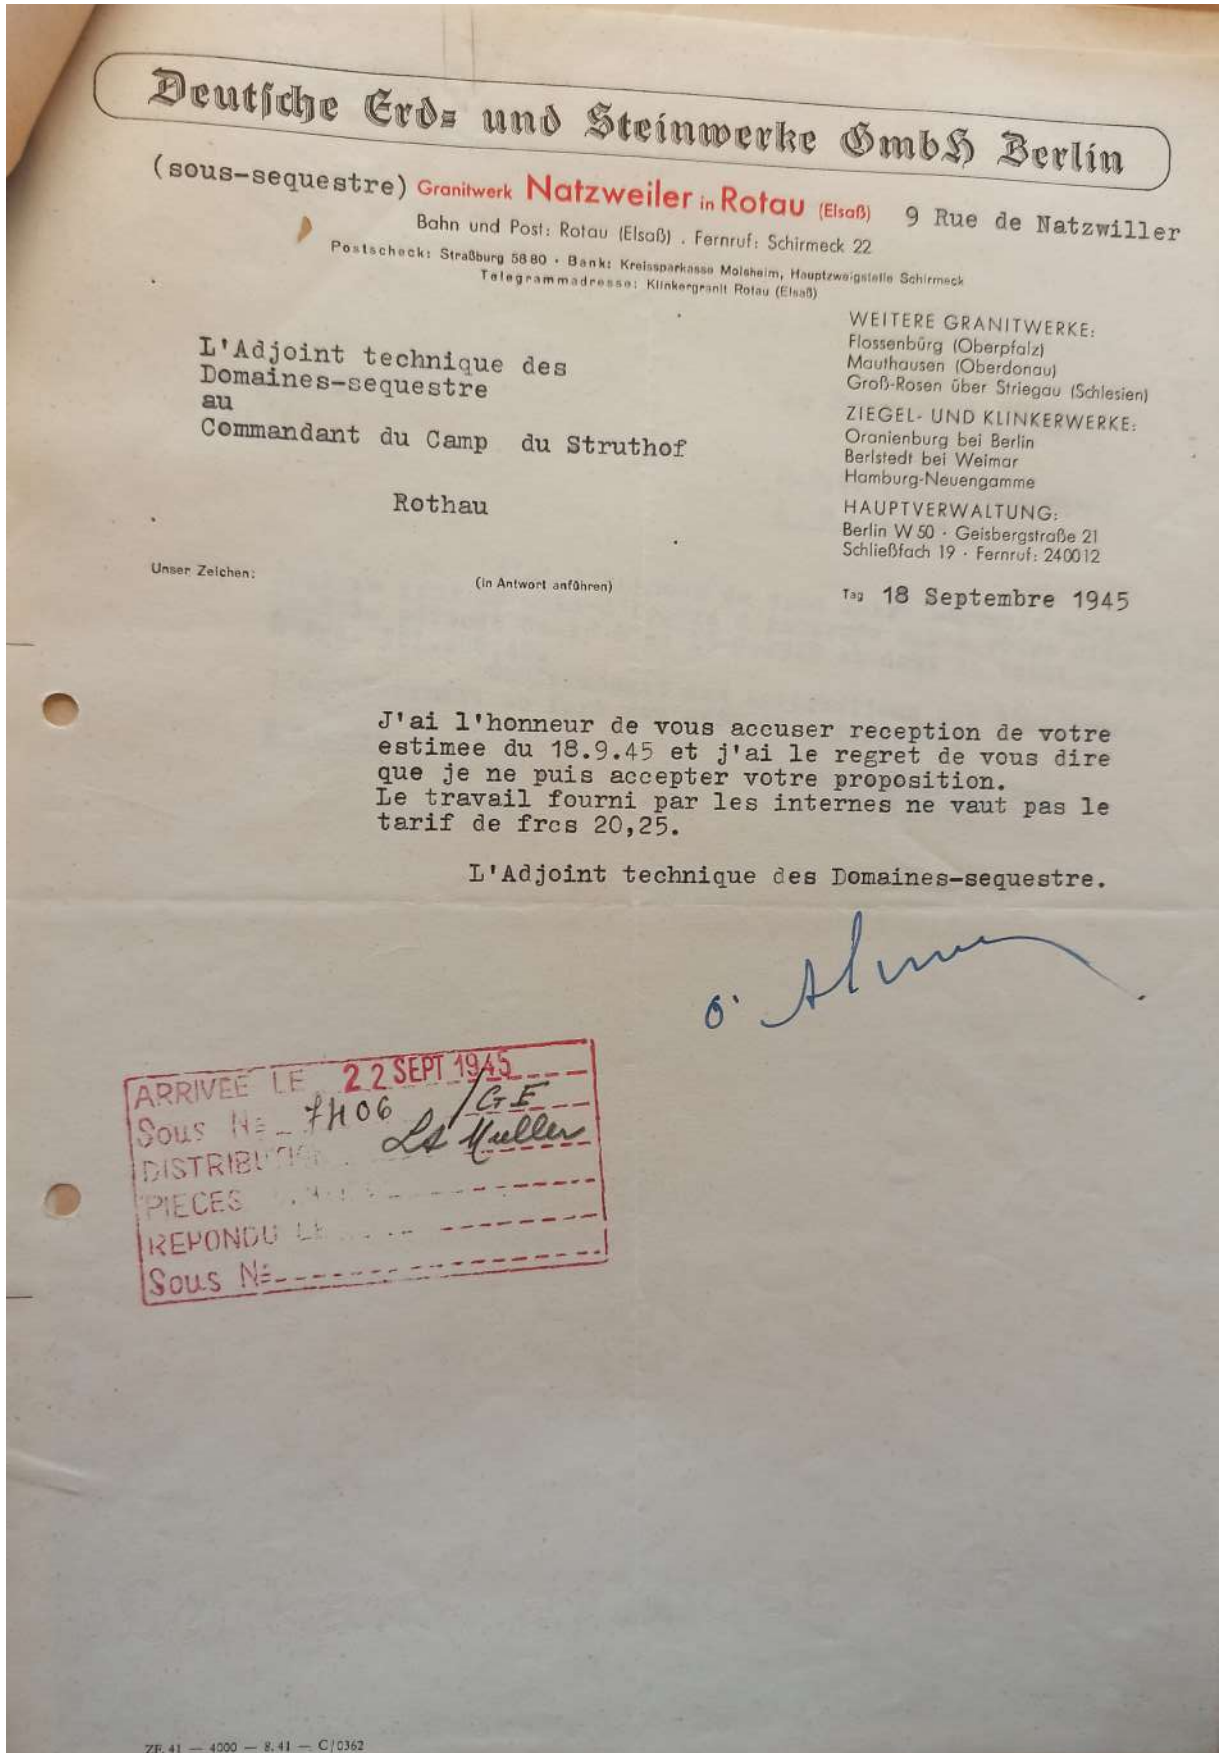 Deutsche Erd= und Steinwerke GmbH Berlin
(sous-sequestre) Granitwerk Natzweiler in Rotau (Elsaß) 9 Rue de Natzwiller
Bahn und Post: Rotau (Elsaß) . Fernruf: Schirmeck 22
Postscheck: Straßburg 5880 · Bank: Kreissparkasse Molsheim, Hauptzweigstelle Schirmeck
Telegrammadresse: Klinkergranit Rotau (Elsaß)
L'Adjoint technique des
Domaines-sequestre
au
Commandant du Camp du Struthof
Rothau
WEITERE GRANITWERKE:
Flossenbürg (Oberpfalz)
Mauthausen (Oberdonau)
Groß-Rosen über Striegau (Schlesien)
ZIEGEL- UND KLINKERWERKE:
Oranienburg bei Berlin
Berlstedt bei Weimar
Hamburg-Neuengamme
HAUPTVERWALTUNG:
Berlin W 50 · Geisbergstraße 21
Schließfach 19 · Fernruf: 240012
Unser Zeichen:
(in Antwort anführen)
Tag 18 Septembre 1945
J'ai l'honneur de vous accuser reception de votre
estimee du 18.9.45 et j'ai le regret de vous dire
que je ne puis accepter votre proposition.
Le travail fourni par les internes ne vaut pas le
tarif de frcs 20,25.
L'Adjoint technique des Domaines-sequestre.
ARRIVEE LE 22 SEPT 1945
Sous N° 7406 /GE
DISTRIBUTION Lt Muller
PIECES
REPONDU LE
Sous N°
ZF. 41 — 4000 — 8. 41 — C/0362